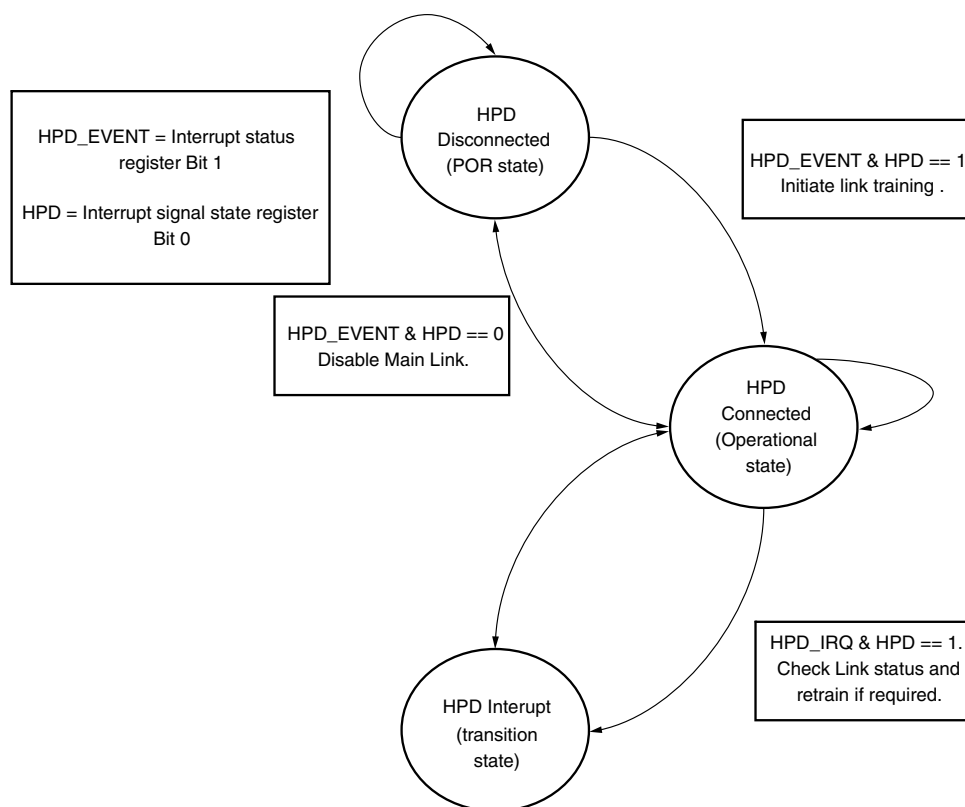 HPD
Disconnected
(POR state)
HPD_EVENT = Interrupt status
register Bit 1
HPD = Interrupt signal state register
Bit 0
HPD_EVENT & HPD == 1
Initiate link training .
HPD_EVENT & HPD == 0
Disable Main Link.
HPD
Connected
(Operational
state)
HPD_IRQ & HPD == 1.
Check Link status and
retrain if required.
HPD Interupt
(transition
state)